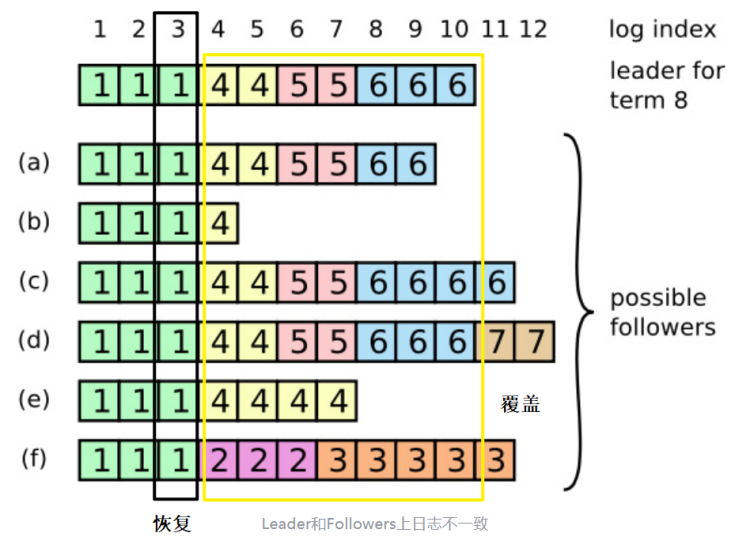 1 2 3 4 5 6 7 8 9 10 11 12 log index
1 1 1 4 4 5 5 6 6 6 leader for
term 8
(a) 1 1 1 4 4 5 5 6 6
(b) 1 1 1 4
(c) 1 1 1 4 4 5 5 6 6 6 6
possible
followers
(d) 1 1 1 4 4 5 5 6 6 6 7 7
(e) 1 1 1 4 4 4 4
覆盖
(f) 1 1 1 2 2 2 3 3 3 3 3
恢复
Leader和Followers上日志不一致